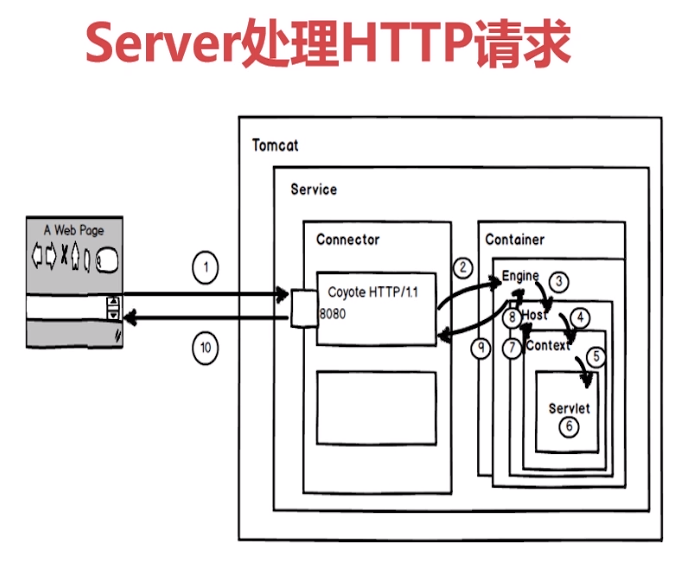 Server处理HTTP请求
Tomcat
Service
A Web Page
Connector
Container
1
2
Engine
3
Coyote HTTP/1.1
8080
8
Host
4
10
9
7
Context
5
Servlet
6